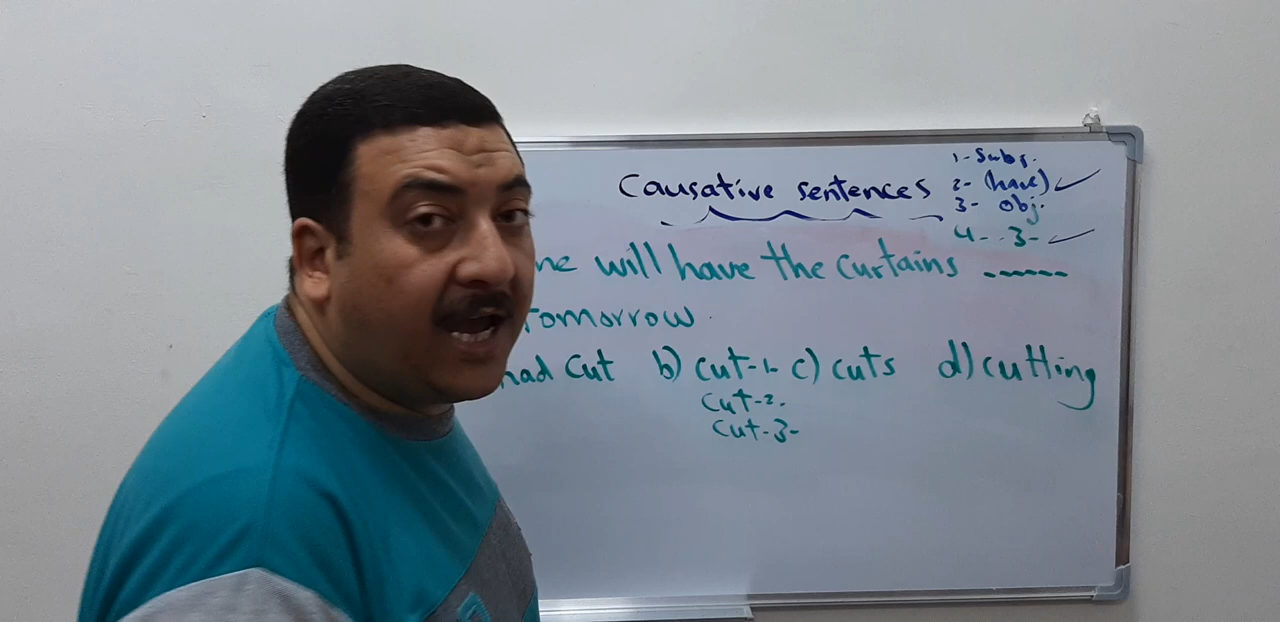 Causative sentences
1- Subj.
2- (have) ✓
3- obj.
4- -3- ✓
will have the curtains ------
tomorrow.
had cut b) cut-1- c) cuts d) cutting
cut-2-
cut-3-